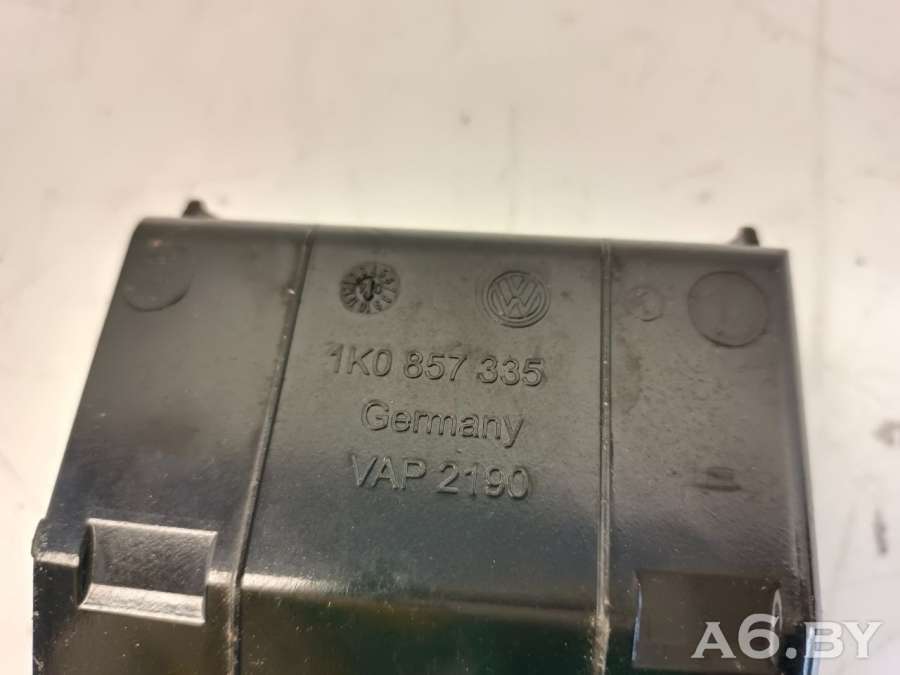 1K0 857 335
Germany
VAP 2190
A6.BY